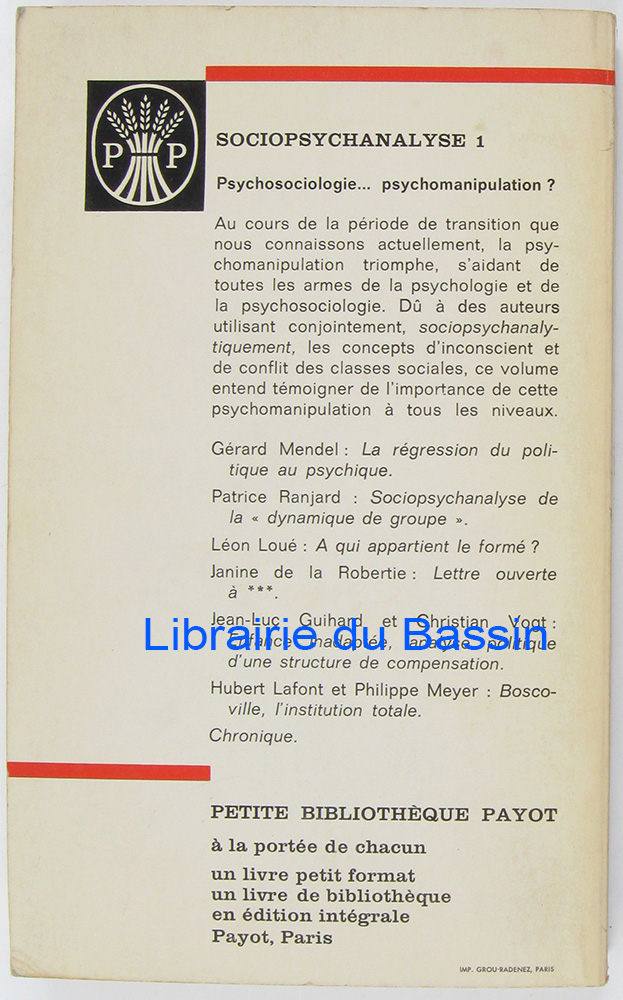 P P
SOCIOPSYCHANALYSE 1
Psychosociologie... psychomanipulation ?
Au cours de la période de transition que
nous connaissons actuellement, la psy-
chomanipulation triomphe, s'aidant de
toutes les armes de la psychologie et de
la psychosociologie. Dû à des auteurs
utilisant conjointement, sociopsychanaly-
tiquement, les concepts d'inconscient et
de conflit des classes sociales, ce volume
entend témoigner de l'importance de cette
psychomanipulation à tous les niveaux.
Gérard Mendel : La régression du poli-
tique au psychique.
Patrice Ranjard : Sociopsychanalyse de
la « dynamique de groupe ».
Léon Loué : A qui appartient le formé ?
Janine de la Robertie : Lettre ouverte
à ***.
Jean-Luc Guihard et Christian Vogt :
Librairie du Bassin
Enfance inadaptée, analyse politique
d'une structure de compensation.
Hubert Lafont et Philippe Meyer : Bosco-
ville, l'institution totale.
Chronique.
PETITE BIBLIOTHÈQUE PAYOT
à la portée de chacun
un livre petit format
un livre de bibliothèque
en édition intégrale
Payot, Paris
IMP. GROU-RADENEZ, PARIS